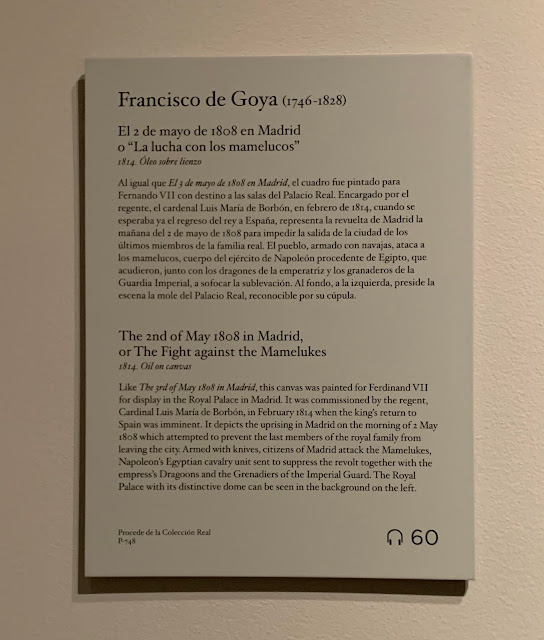 Francisco de Goya (1746-1828)
El 2 de mayo de 1808 en Madrid
o “La lucha con los mamelucos”
1814. Óleo sobre lienzo
Al igual que El 3 de mayo de 1808 en Madrid, el cuadro fue pintado para
Fernando VII con destino a las salas del Palacio Real. Encargado por el
regente, el cardenal Luis María de Borbón, en febrero de 1814, cuando se
esperaba ya el regreso del rey a España, representa la revuelta de Madrid la
mañana del 2 de mayo de 1808 para impedir la salida de la ciudad de los
últimos miembros de la familia real. El pueblo, armado con navajas, ataca a
los mamelucos, cuerpo del ejército de Napoleón procedente de Egipto, que
acudieron, junto con los dragones de la emperatriz y los granaderos de la
Guardia Imperial, a sofocar la sublevación. Al fondo, a la izquierda, preside la
escena la mole del Palacio Real, reconocible por su cúpula.
The 2nd of May 1808 in Madrid,
or The Fight against the Mamelukes
1814. Oil on canvas
Like The 3rd of May 1808 in Madrid, this canvas was painted for Ferdinand VII
for display in the Royal Palace in Madrid. It was commissioned by the regent,
Cardinal Luis María de Borbón, in February 1814 when the king’s return to
Spain was imminent. It depicts the uprising in Madrid on the morning of 2 May
1808 which attempted to prevent the last members of the royal family from
leaving the city. Armed with knives, citizens of Madrid attack the Mamelukes,
Napoleon’s Egyptian cavalry unit sent to suppress the revolt together with the
empress’s Dragoons and the Grenadiers of the Imperial Guard. The Royal
Palace with its distinctive dome can be seen in the background on the left.
Procede de la Colección Real
P-748
60